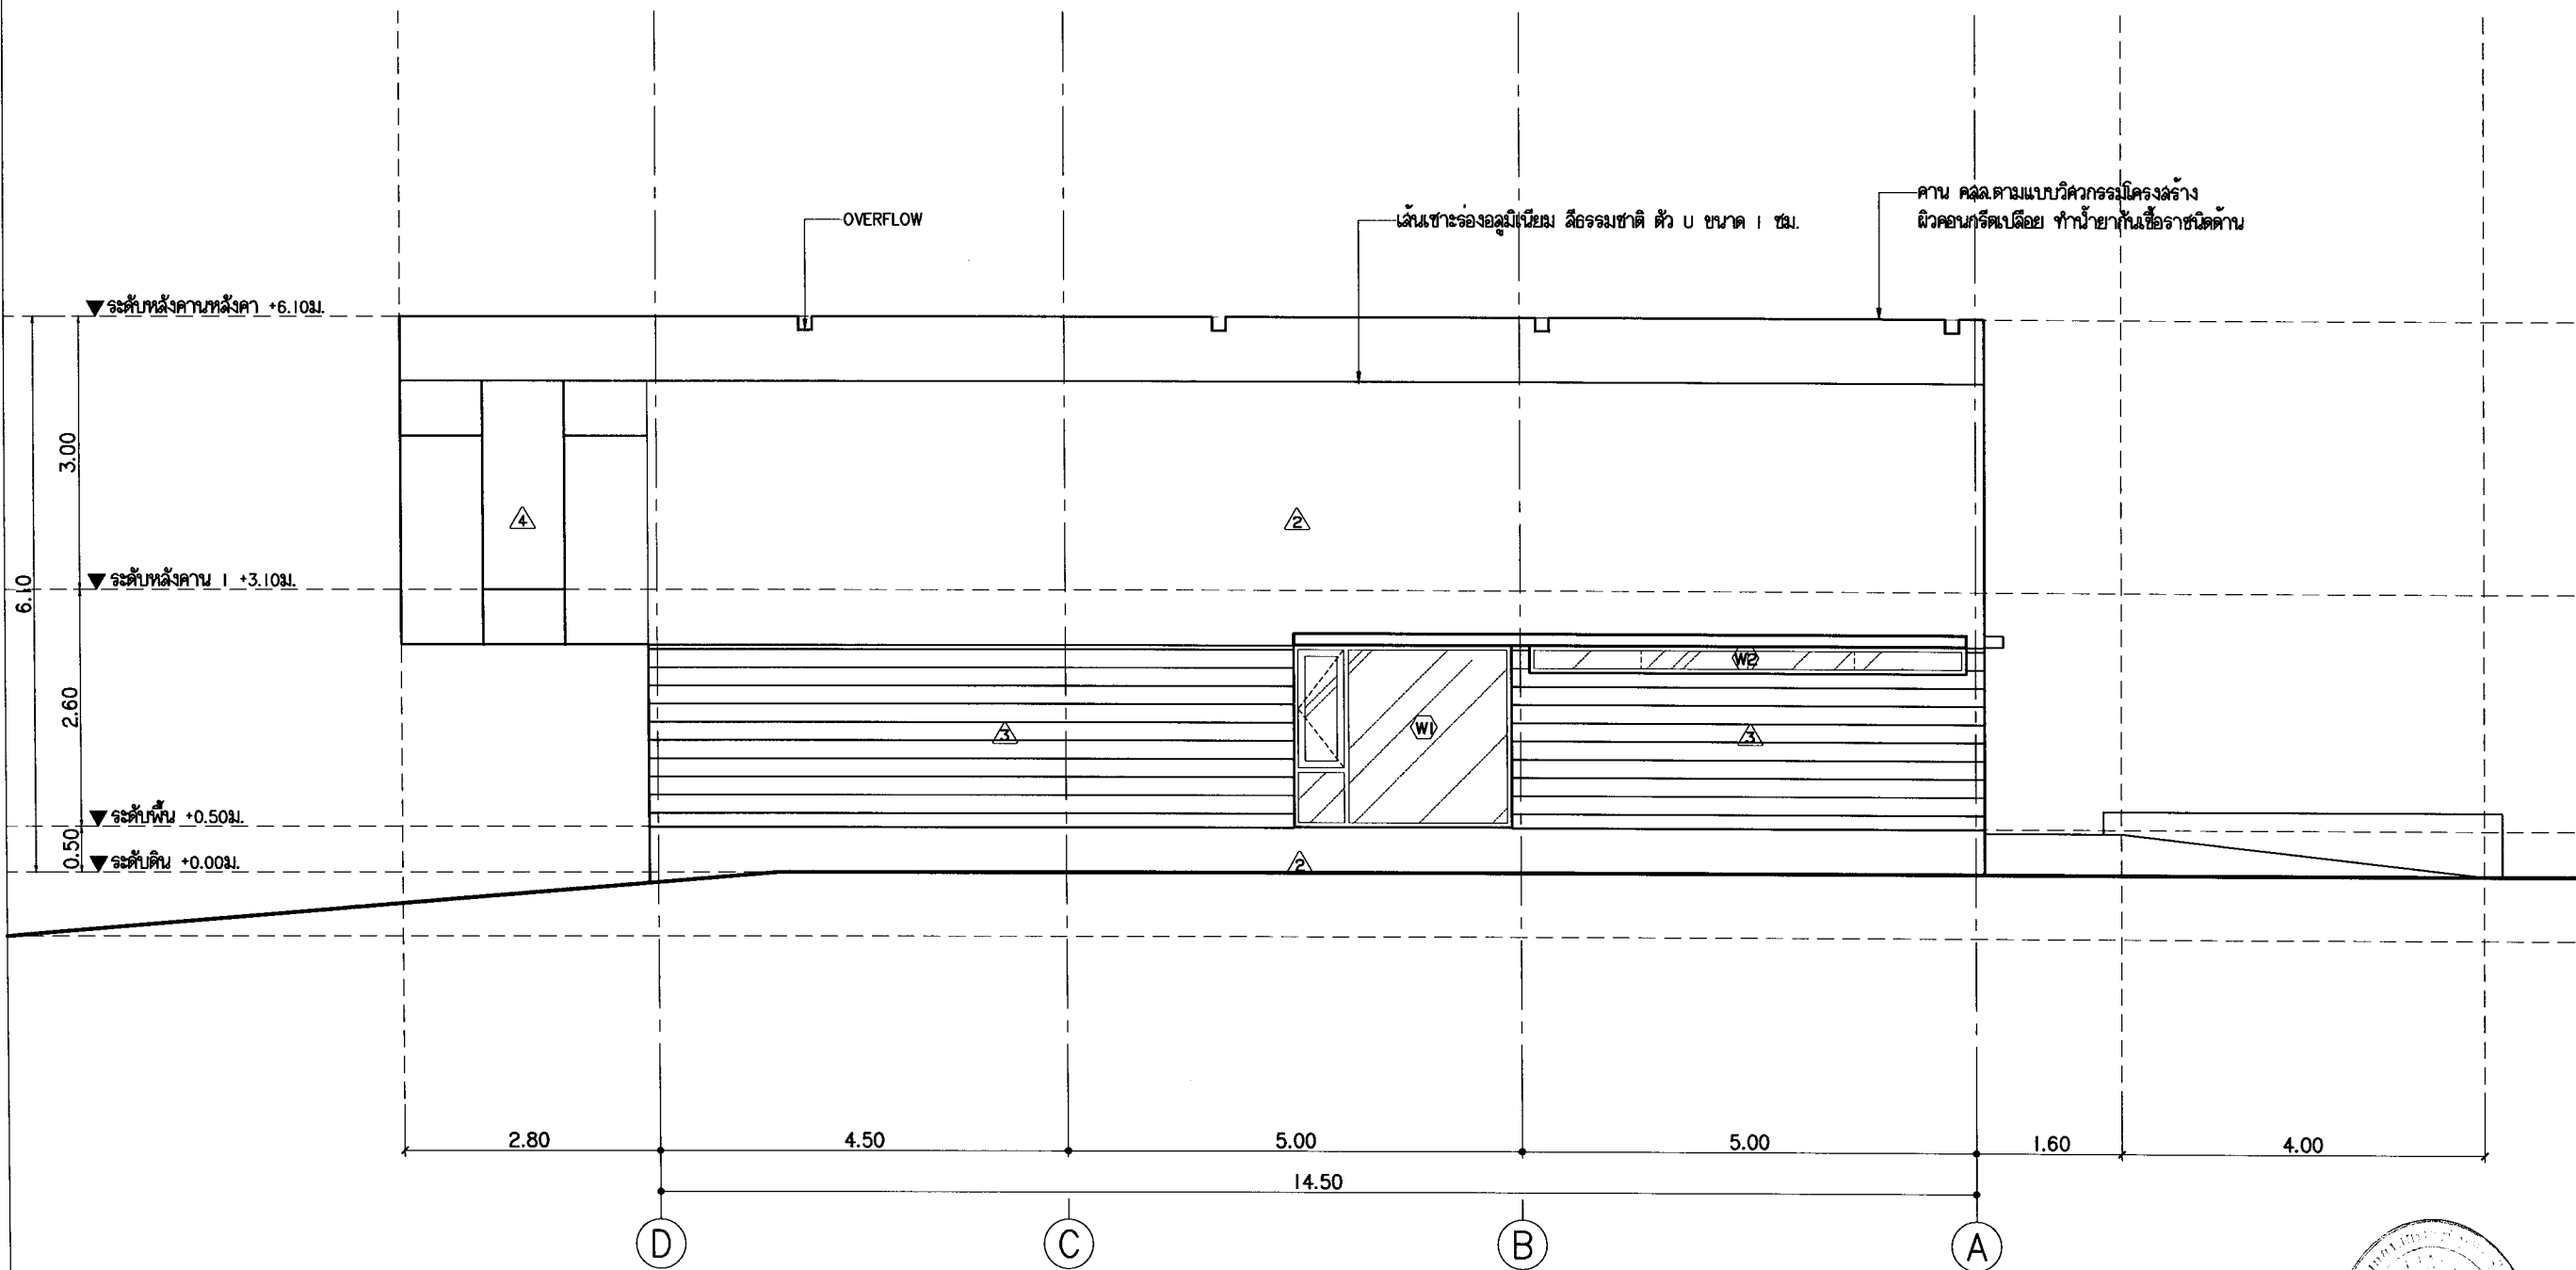 OVERFLOW
เส้นเซาะร่องอลูมิเนียม สีธรรมชาติ ตัว U ขนาด 1 ซม.
คาน คสล.ตามแบบวิศวกรรมโครงสร้าง
ผิวคอนกรีตเปลือย ทำน้ำยากันเชื้อราชนิดด้าน
ระดับหลังคานหลังคา +6.10ม.
3.00
4
2
ระดับหลังคาน 1 +3.10ม.
6.10
2.60
W2
W1
3
3
ระดับพื้น +0.50ม.
0.50
ระดับดิน +0.00ม.
2
2.80
4.50
5.00
5.00
1.60
4.00
14.50
D
C
B
A